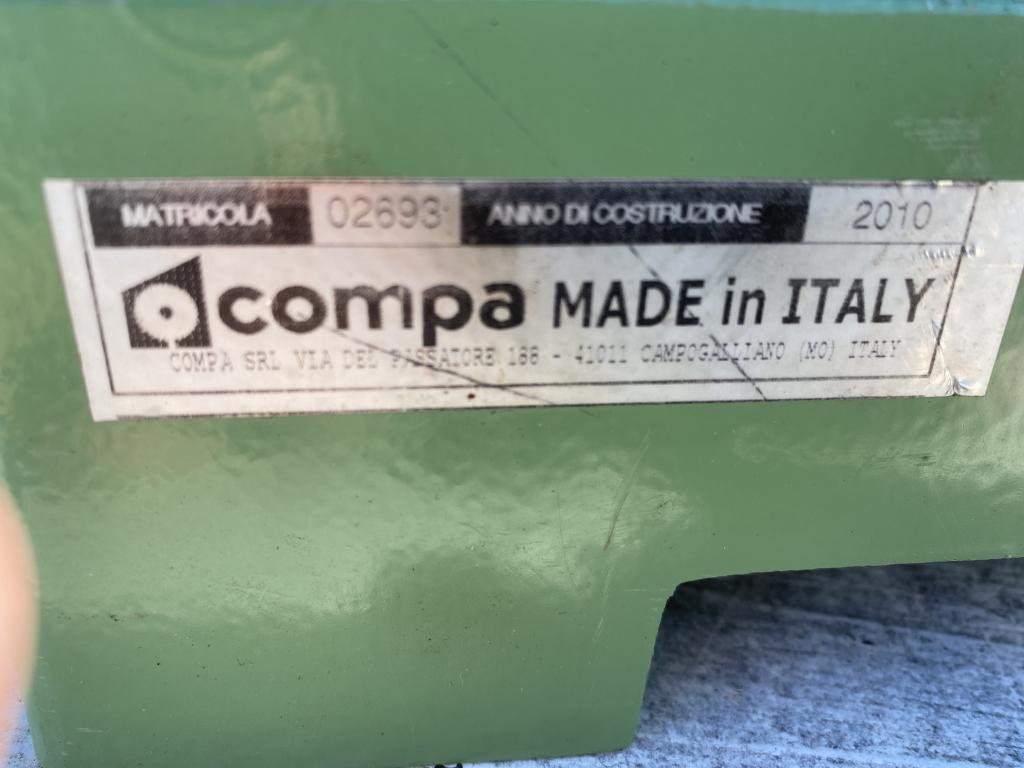 MATRICOLA 02693 ANNO DI COSTRUZIONE 2010
compa MADE in ITALY
COMPA SRL VIA DEL PASSATORE 188 - 41011 CAMPOGALLIANO (MO) ITALY